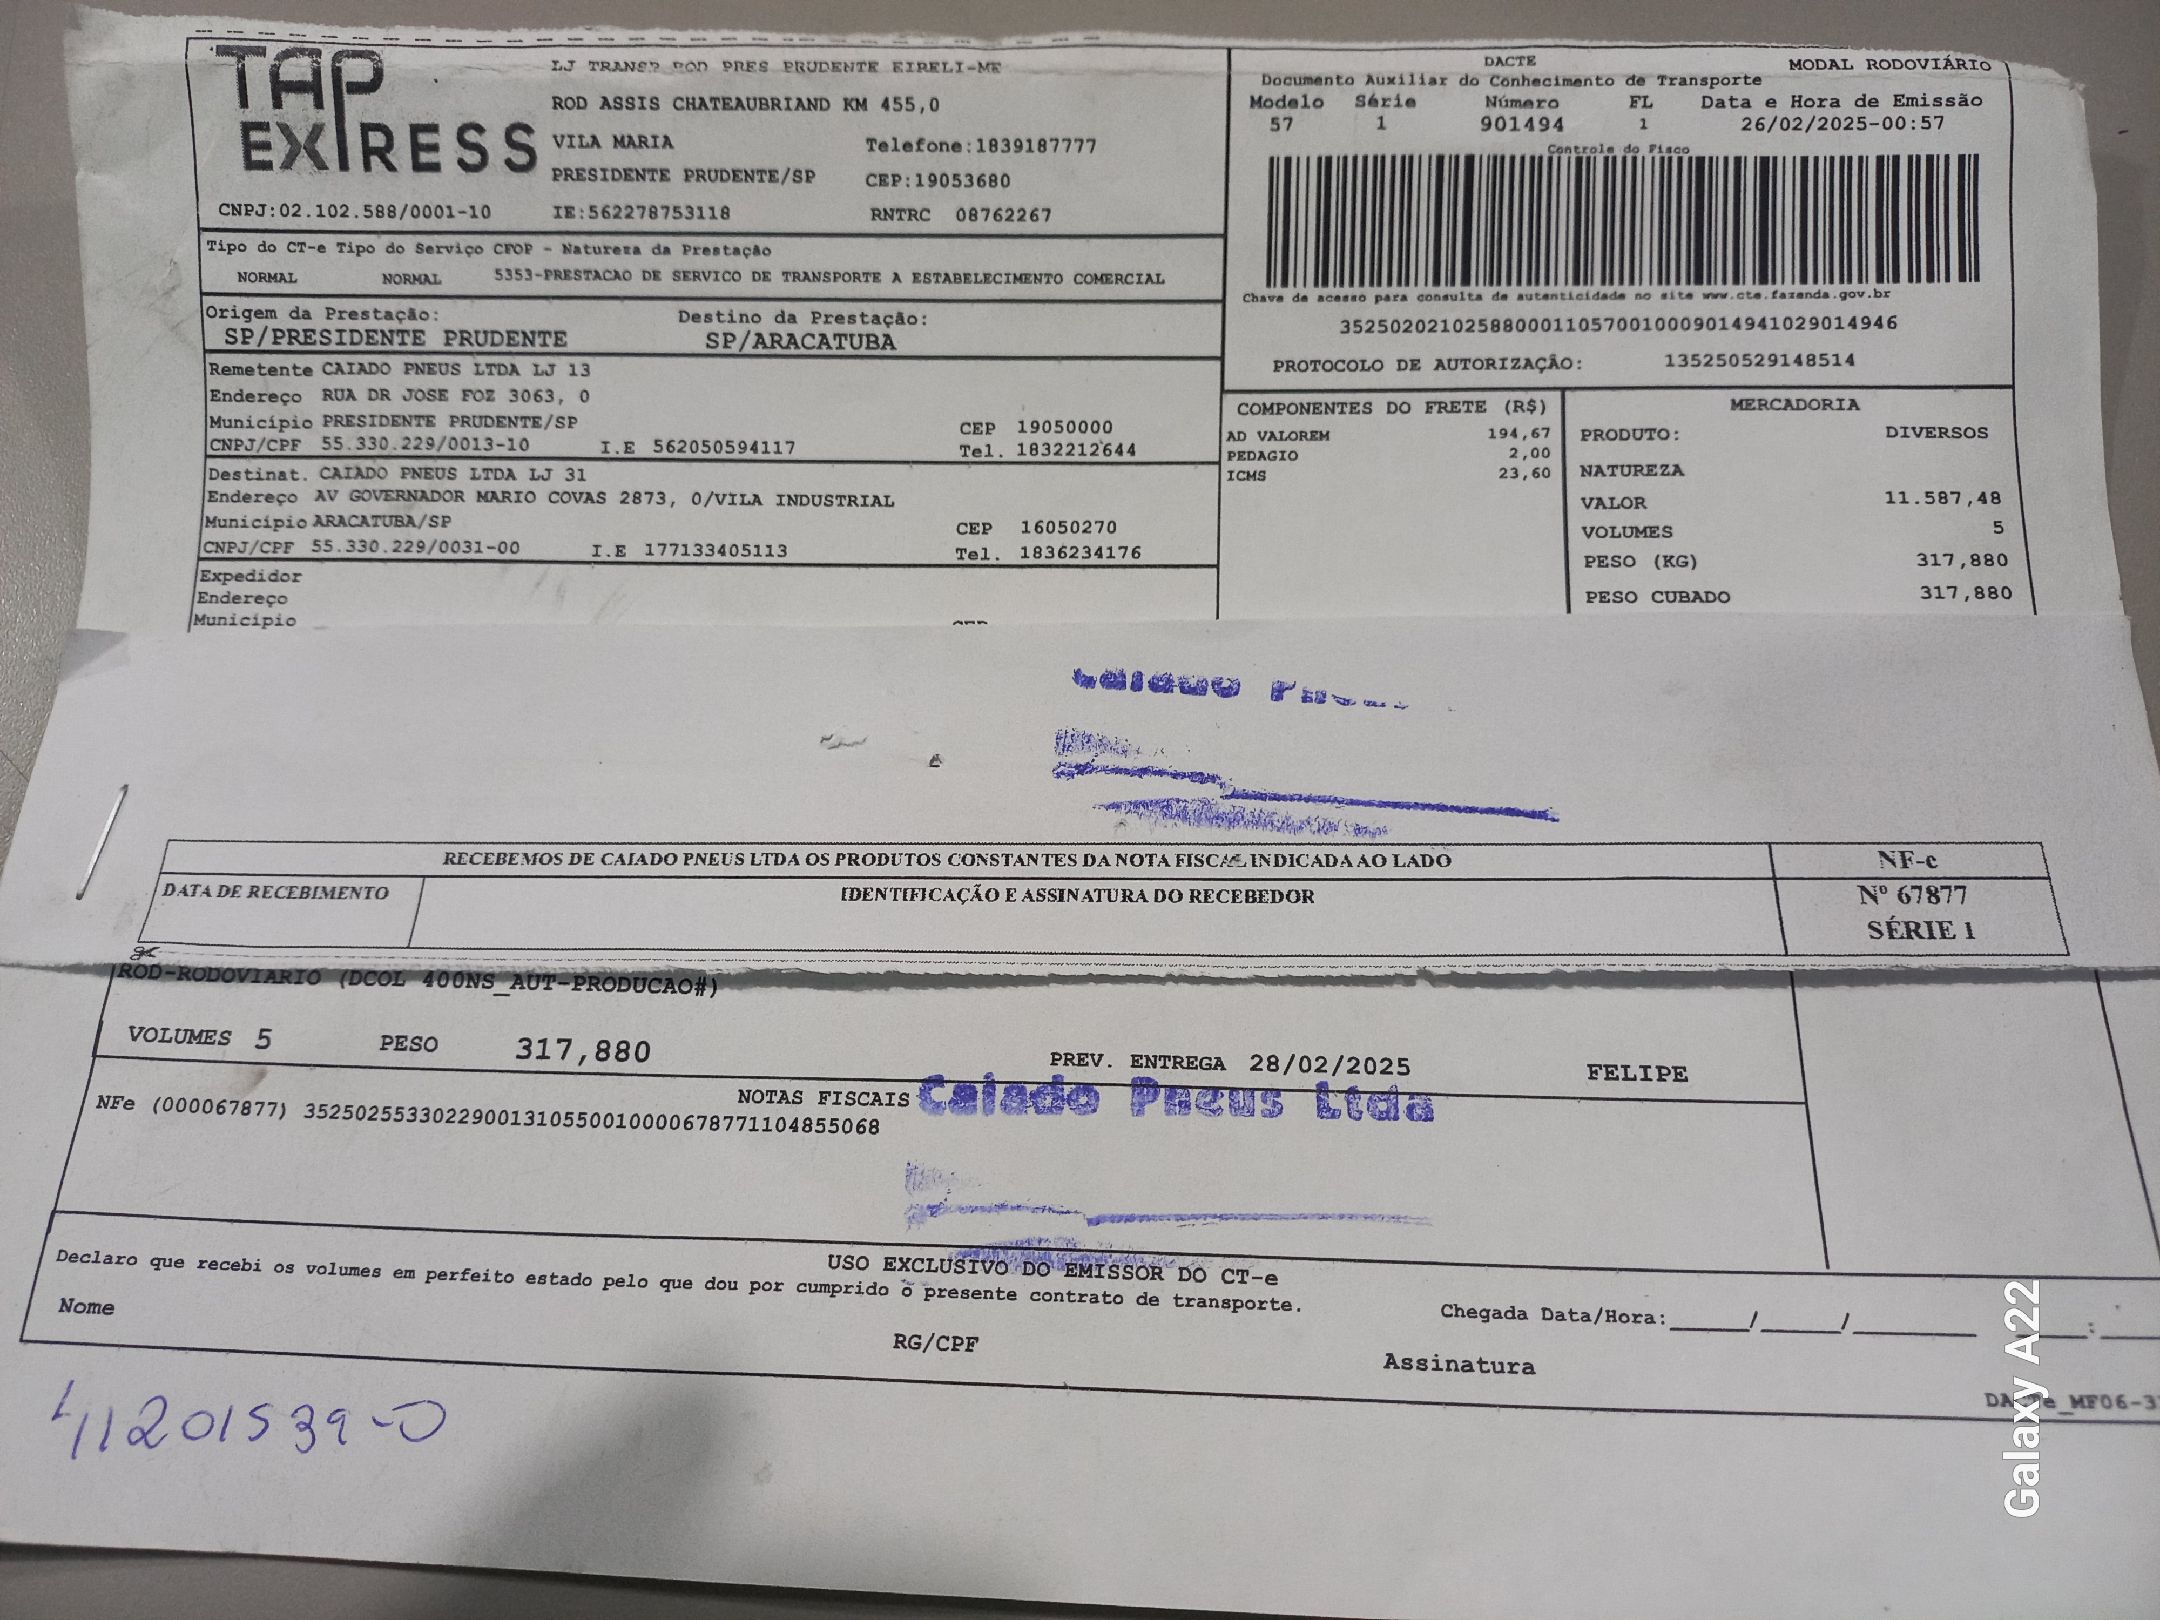 TAP EXPRESS
LJ TRANSP ROD PRES PRUDENTE EIRELI-ME
ROD ASSIS CHATEAUBRIAND KM 455,0
VILA MARIA Telefone:1839187777
PRESIDENTE PRUDENTE/SP CEP:19053680
CNPJ:02.102.588/0001-10 IE:562278753118 RNTRC 08762267
DACTE MODAL RODOVIÁRIO
Documento Auxiliar do Conhecimento de Transporte
Modelo Série Número FL Data e Hora de Emissão
57 1 901494 1 26/02/2025-00:57
Controle do Fisco
Chave de acesso para consulta de autenticidade no site www.cte.fazenda.gov.br
35250202102588000110570010009014941029014946
PROTOCOLO DE AUTORIZAÇÃO: 135250529148514
Tipo do CT-e Tipo do Serviço CFOP - Natureza da Prestação
NORMAL NORMAL 5353-PRESTACAO DE SERVICO DE TRANSPORTE A ESTABELECIMENTO COMERCIAL
Origem da Prestação: Destino da Prestação:
SP/PRESIDENTE PRUDENTE SP/ARACATUBA
Remetente CAIADO PNEUS LTDA LJ 13
Endereço RUA DR JOSE FOZ 3063, 0
Município PRESIDENTE PRUDENTE/SP CEP 19050000
CNPJ/CPF 55.330.229/0013-10 I.E 562050594117 Tel. 1832212644
Destinat. CAIADO PNEUS LTDA LJ 31
Endereço AV GOVERNADOR MARIO COVAS 2873, 0/VILA INDUSTRIAL
Município ARACATUBA/SP CEP 16050270
CNPJ/CPF 55.330.229/0031-00 I.E 177133405113 Tel. 1836234176
Expedidor
Endereço
Município
COMPONENTES DO FRETE (R$)
AD VALOREM 194,67
PEDAGIO 2,00
ICMS 23,60
MERCADORIA
PRODUTO: DIVERSOS
NATUREZA
VALOR 11.587,48
VOLUMES 5
PESO (KG) 317,880
PESO CUBADO 317,880
Caiado
RECEBEMOS DE CAIADO PNEUS LTDA OS PRODUTOS CONSTANTES DA NOTA FISCAL INDICADA AO LADO
NF-e
DATA DE RECEBIMENTO IDENTIFICAÇÃO E ASSINATURA DO RECEBEDOR
Nº 67877
SÉRIE 1
ROD-RODOVIARIO (DCOL 400NS_AUT-PRODUCAO#)
VOLUMES 5 PESO 317,880 PREV. ENTREGA 28/02/2025 FELIPE
NOTAS FISCAIS
Caiado Pneus Ltda
NFe (000067877) 35250255330229001310550010000678771104855068
USO EXCLUSIVO DO EMISSOR DO CT-e
Declaro que recebi os volumes em perfeito estado pelo que dou por cumprido o presente contrato de transporte.
Chegada Data/Hora:_____/_____/________ ____:____
Nome RG/CPF Assinatura
41201539-0
Galaxy A22